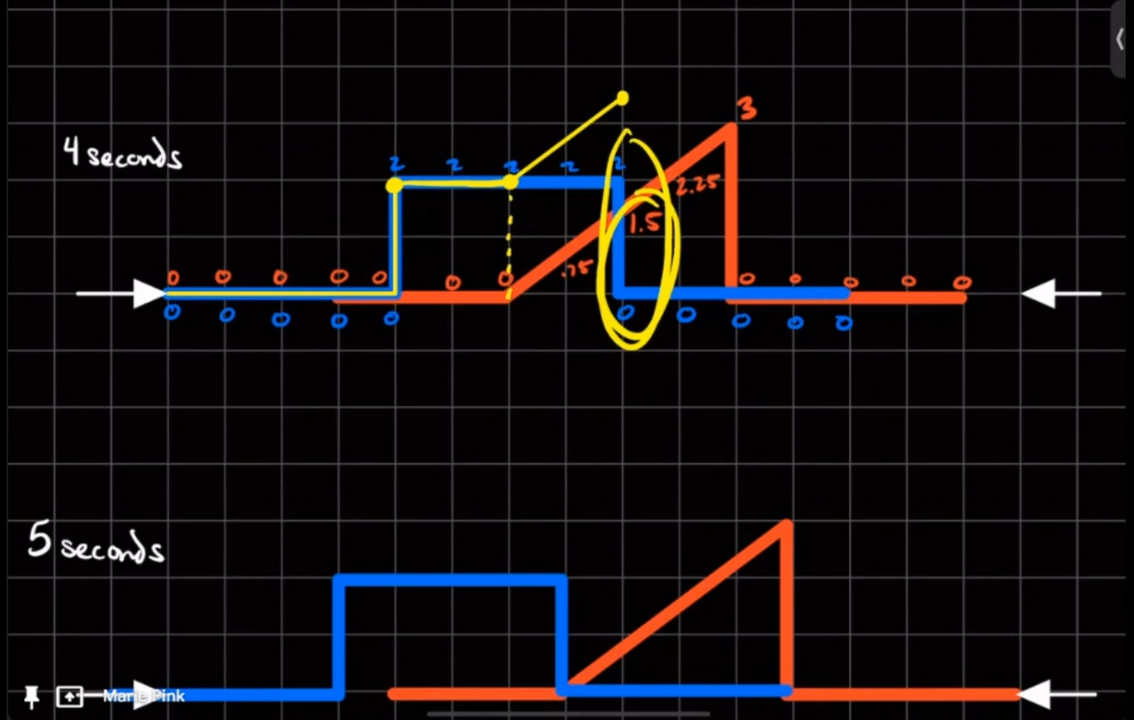 3
4 seconds
2 2 2 2 2
2.25
1.5
.75
0 0 0 0 0 0 0 0 0 0 0 0
0 0 0 0 0 0 0 0 0 0
5 seconds
Marie Pink